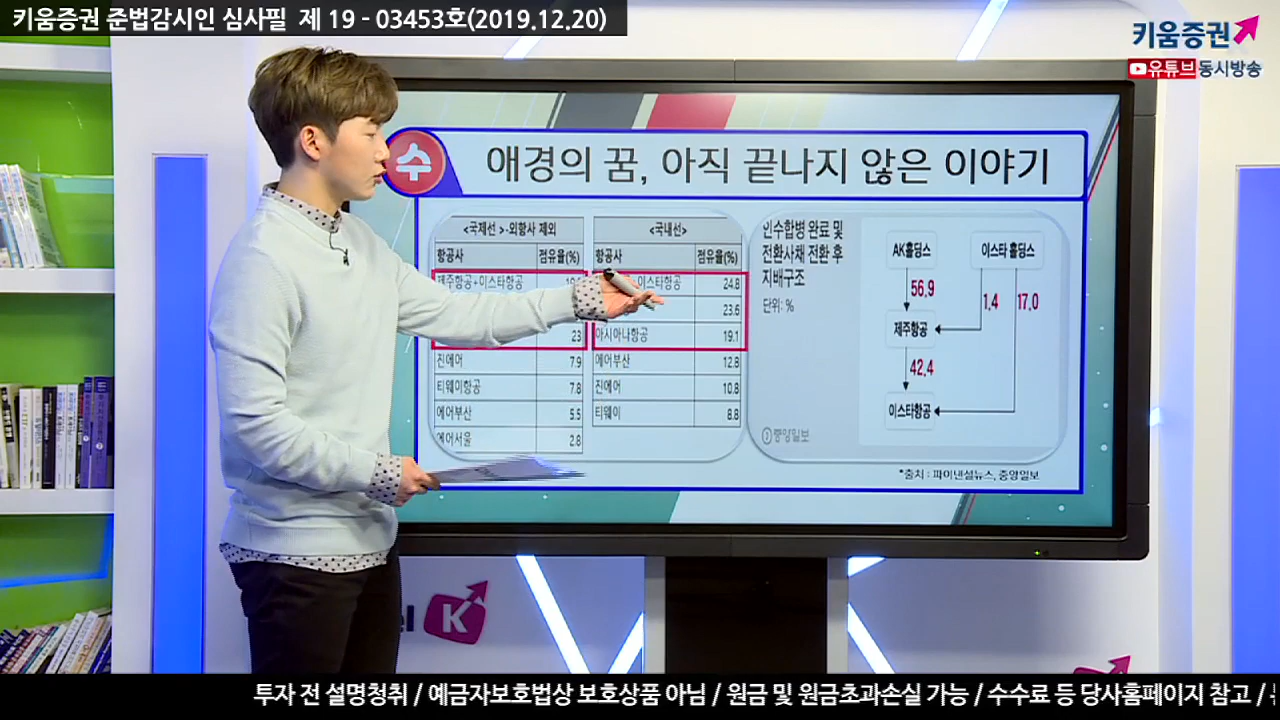 키움증권 준법감시인 심사필 제 19 - 03453호(2019.12.20)
키움증권
유튜브동시방송
수
애경의 꿈, 아직 끝나지 않은 이야기
<국제선 >-외항사 제외
항공사 점유율(%)
제주항공+이스타항공
23
진에어 7.9
티웨이항공 7.8
에어부산 5.5
에어서울 2.8
<국내선>
항공사 점유율(%)
+이스타항공 24.8
23.6
아시아나항공 19.1
에어부산 12.8
진에어 10.8
티웨이 8.8
인수합병 완료 및
전환사채 전환 후
지배구조
단위: %
AK홀딩스 이스타 홀딩스
56.9 1.4 17.0
제주항공
42.4
이스타항공
중앙일보
*출처 : 파이낸셜뉴스, 중앙일보
el K
투자 전 설명청취 / 예금자보호법상 보호상품 아님 / 원금 및 원금초과손실 가능 / 수수료 등 당사홈페이지 참고 /